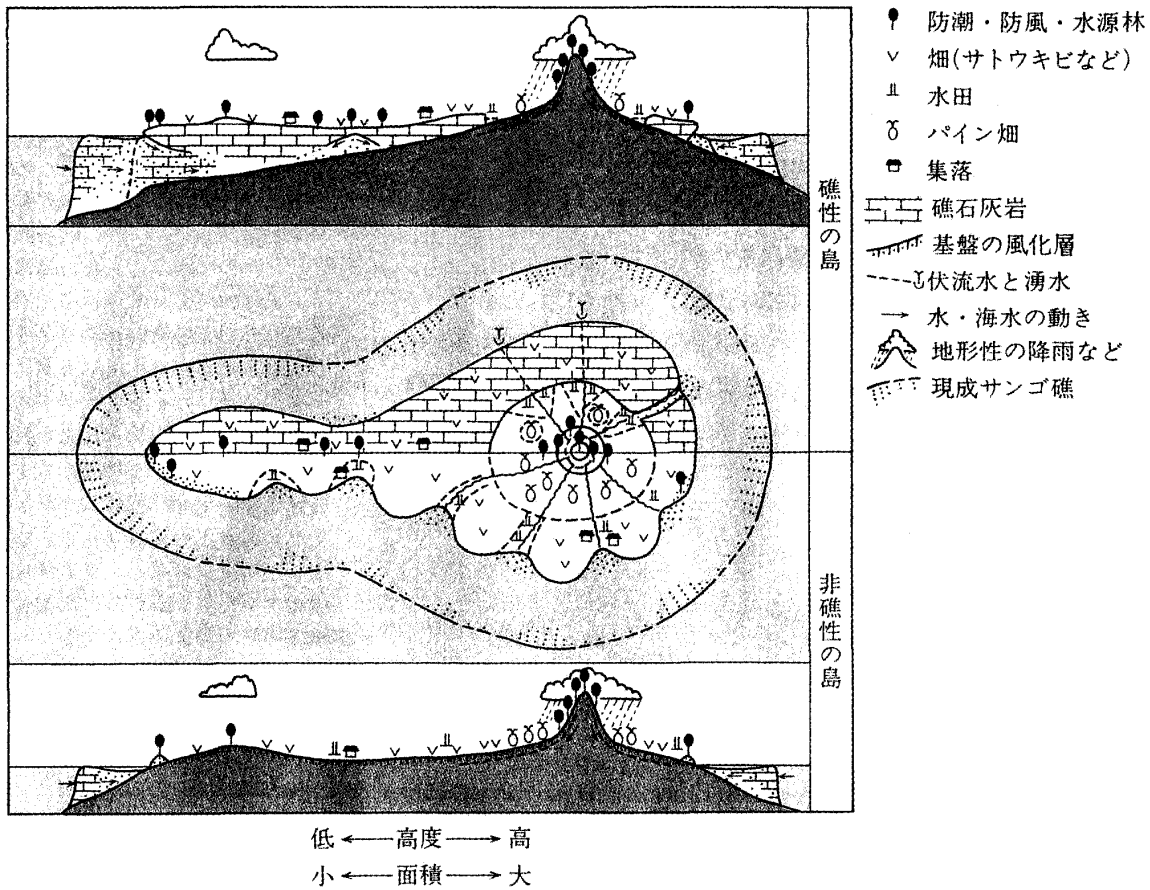 防潮・防風・水源林
畑(サトウキビなど)
水田
パイン畑
集落
礁石灰岩
基盤の風化層
伏流水と湧水
水・海水の動き
地形性の降雨など
現成サンゴ礁
礁性の島
非礁性の島
低←高度→高
小←面積→大